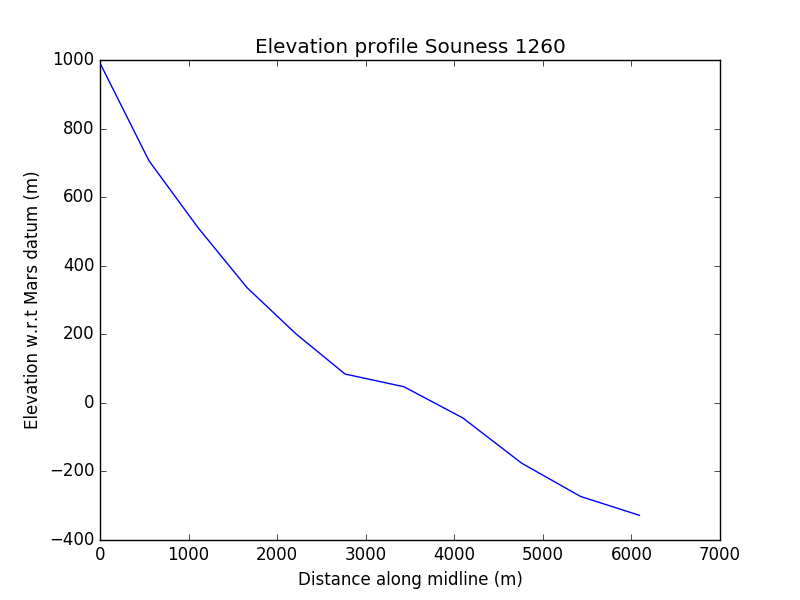 Elevation profile Souness 1260
1000
800
600
400
200
0
−200
−400
Elevation w.r.t Mars datum (m)
0 1000 2000 3000 4000 5000 6000 7000
Distance along midline (m)